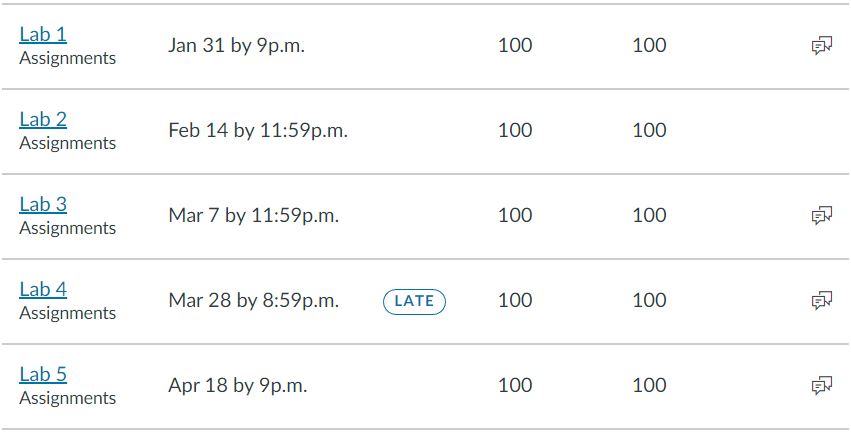 Lab 1
Assignments
Jan 31 by 9p.m.
100
100
Lab 2
Assignments
Feb 14 by 11:59p.m.
100
100
Lab 3
Assignments
Mar 7 by 11:59p.m.
100
100
Lab 4
Assignments
Mar 28 by 8:59p.m.
LATE
100
100
Lab 5
Assignments
Apr 18 by 9p.m.
100
100